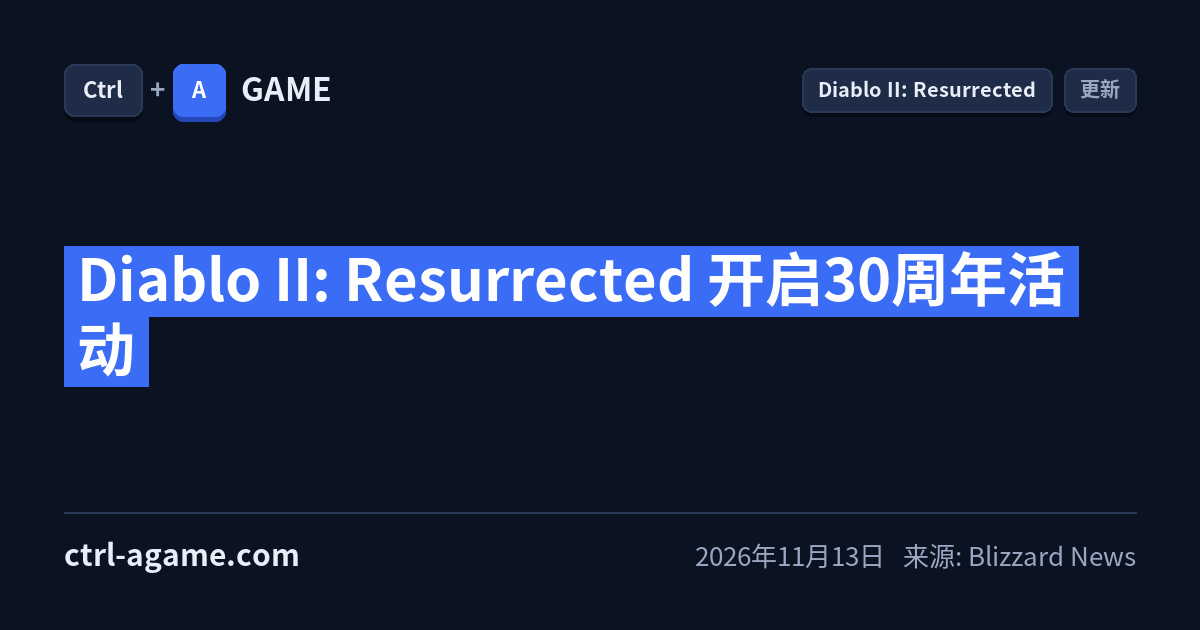 Ctrl + A GAME
Diablo II: Resurrected 更新
Diablo II: Resurrected 开启30周年活
动
ctrl-agame.com
2026年11月13日 来源: Blizzard News